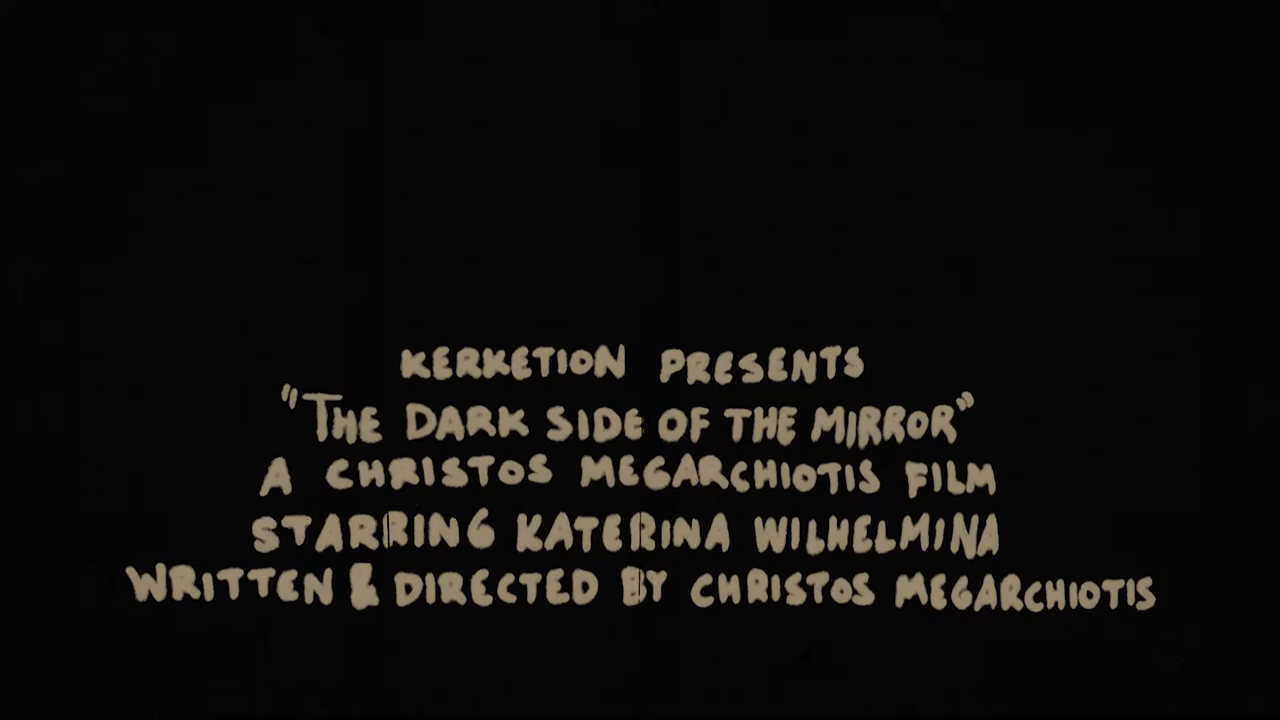 KERKETION PRESENTS
"THE DARK SIDE OF THE MIRROR"
A CHRISTOS MEGARCHIOTIS FILM
STARRING KATERINA WILHELMINA
WRITTEN & DIRECTED BY CHRISTOS MEGARCHIOTIS